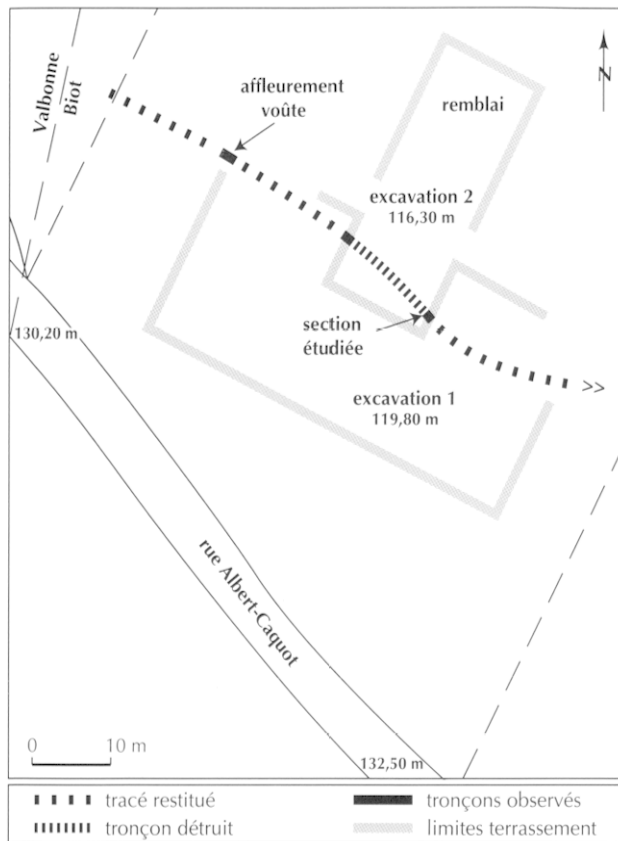 Valbonne
Biot
affleurement
voûte
remblai
N
excavation 2
116,30 m
section
étudiée
130,20 m
excavation 1
119,80 m
>>
rue Albert-Caquot
0 10 m
132,50 m
tracé restitué
tronçons observés
tronçon détruit
limites terrassement